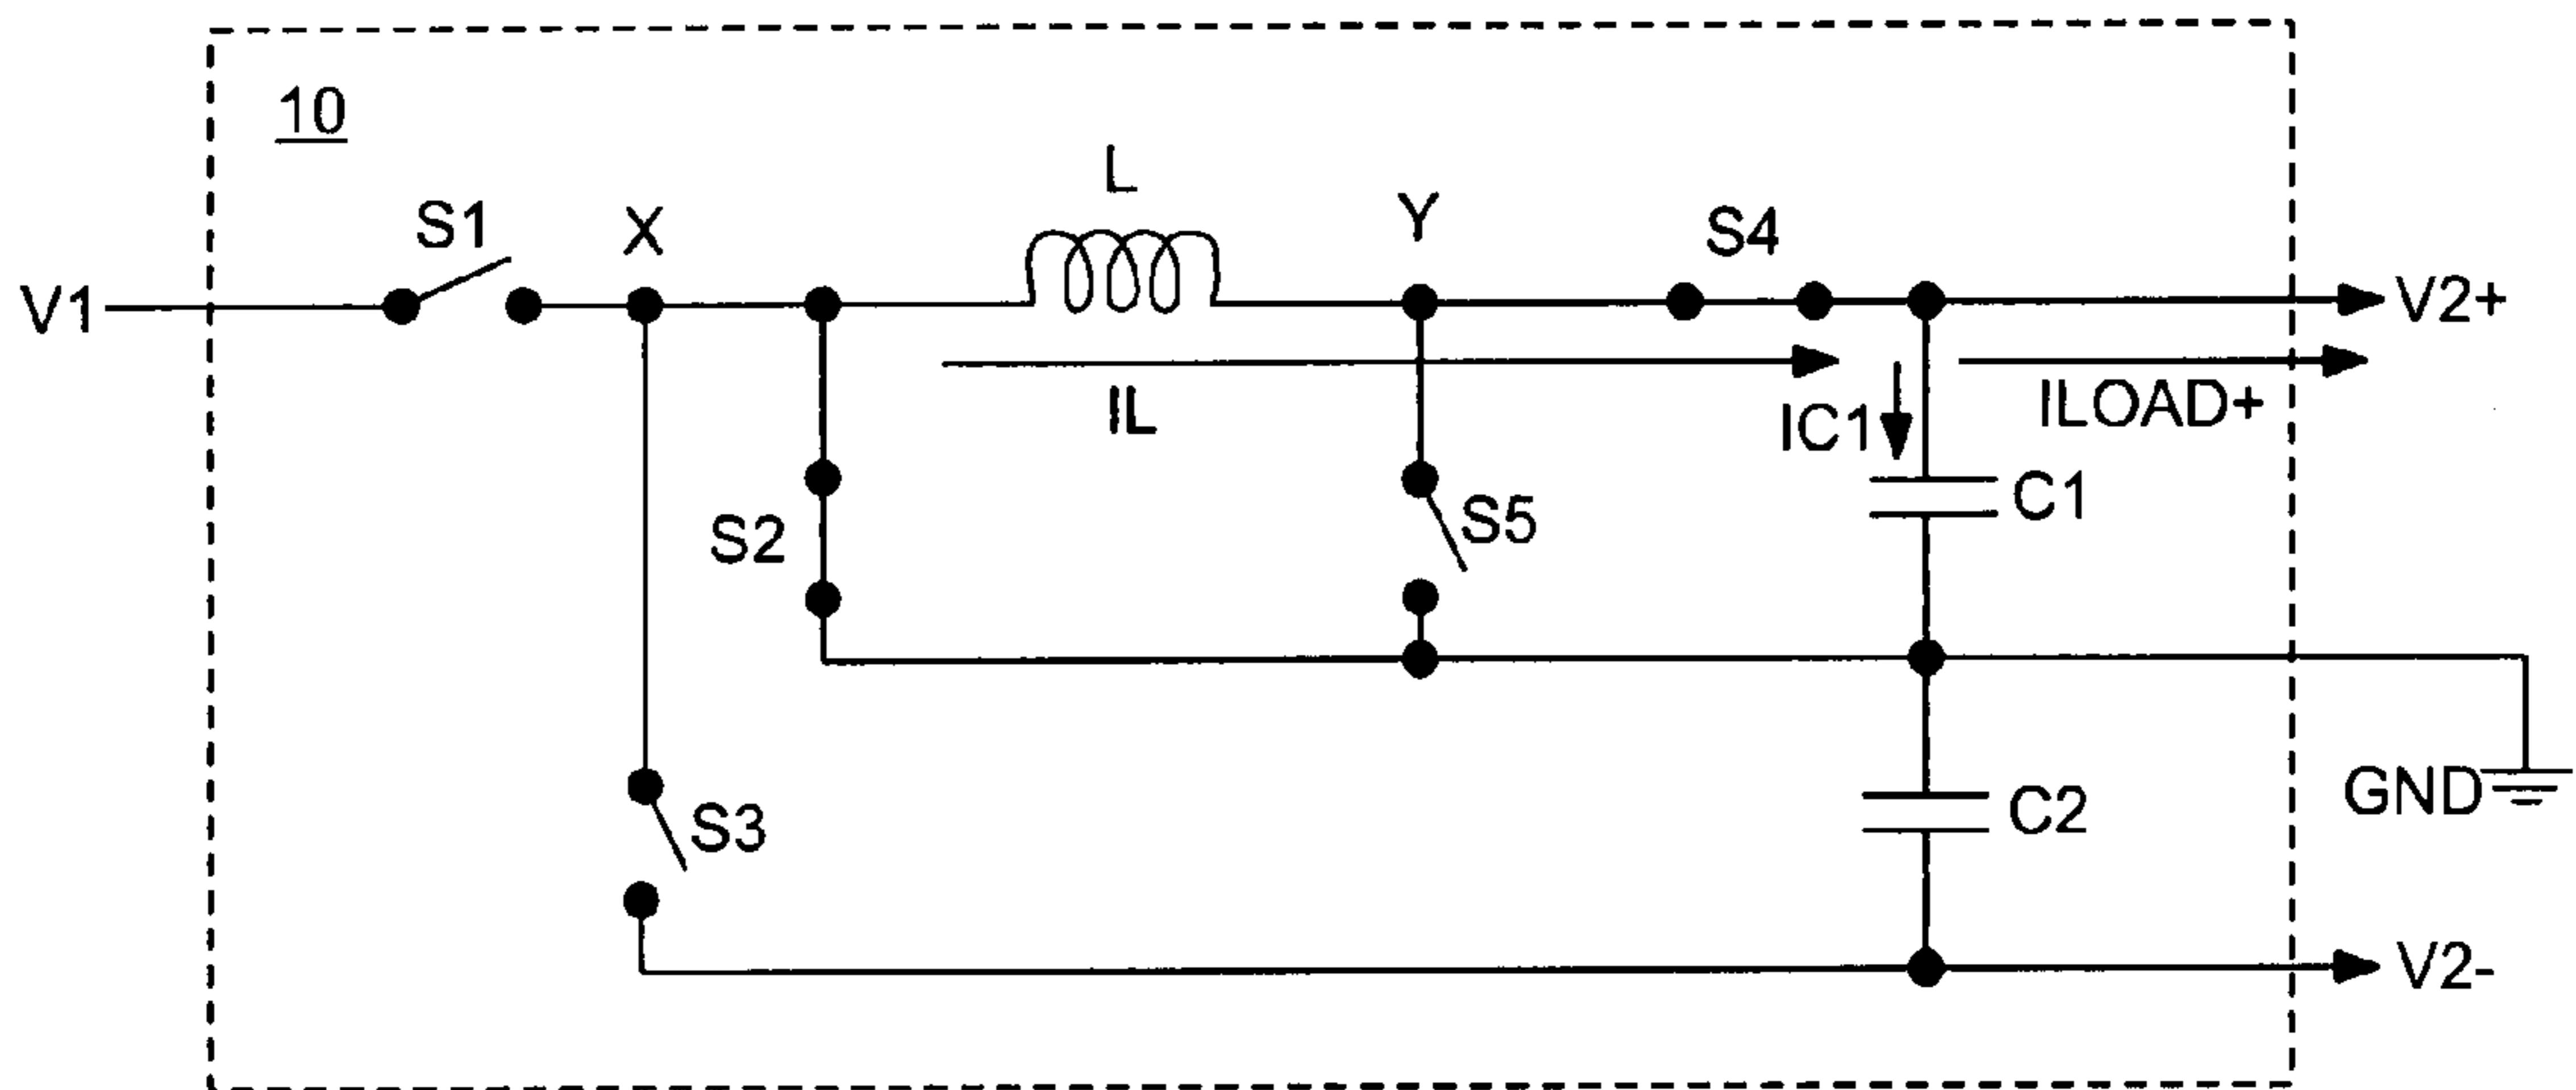 10
L
S1
X
Y
S4
V1
V2+
IL
IC1
ILOAD+
S2
S5
C1
S3
C2
GND
V2-